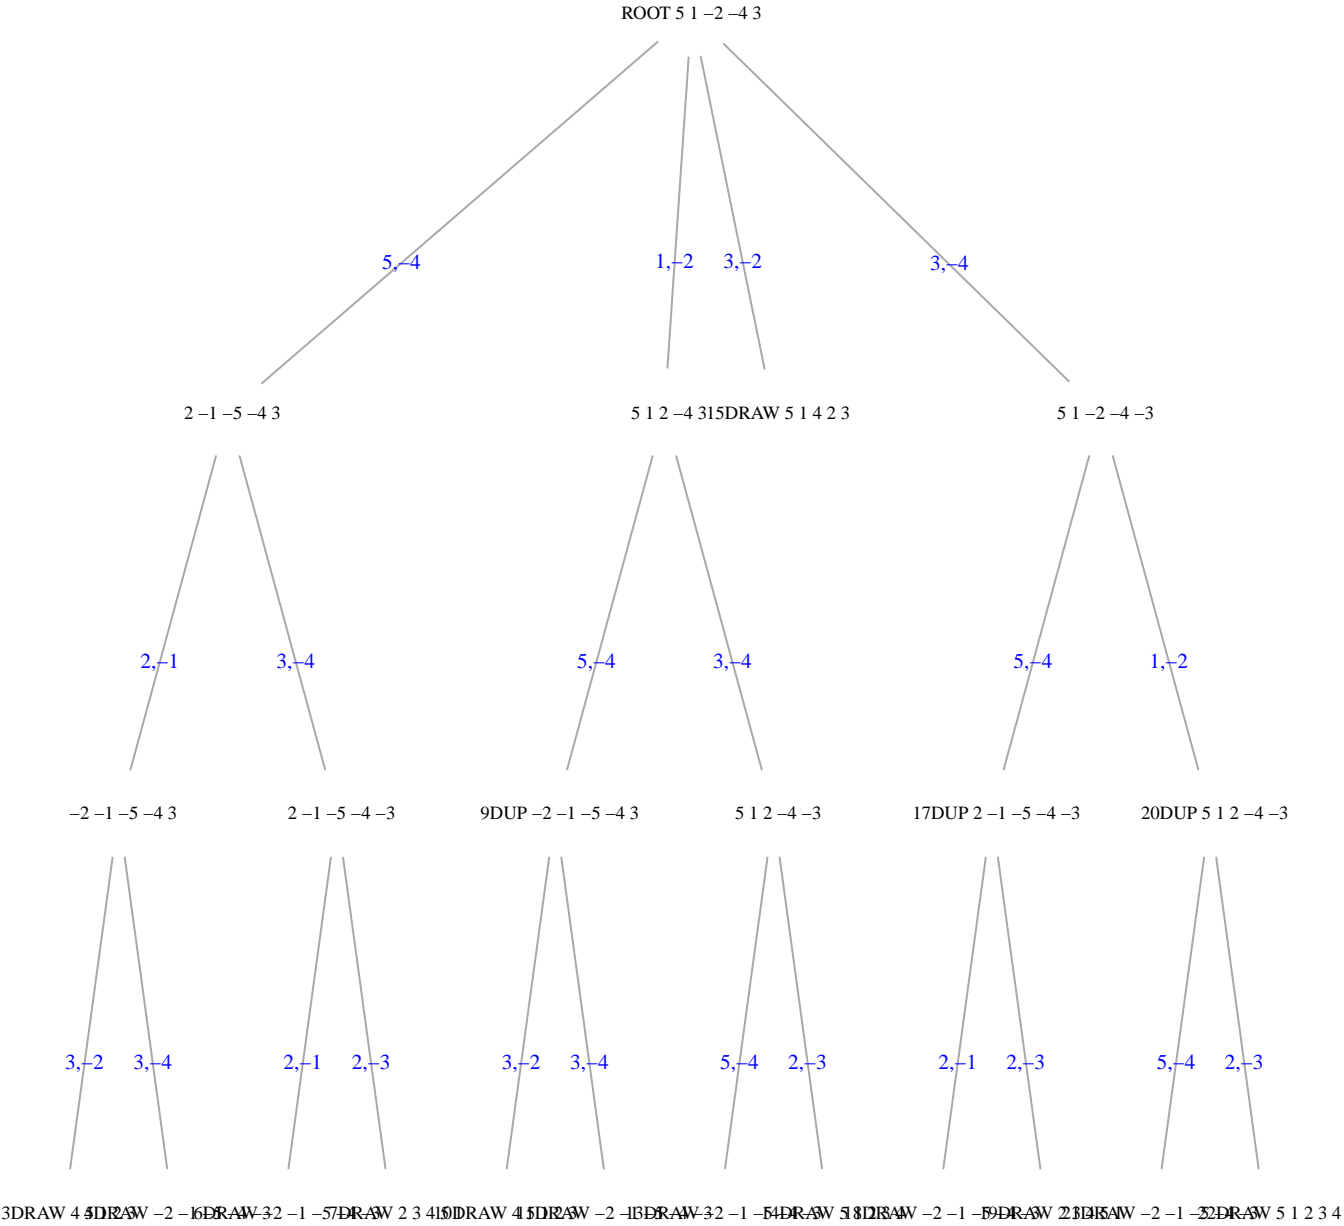 ROOT 5 1 –2 –4 3
5,–4 1,–2 3,–2 3,–4
2 –1 –5 –4 3 5 1 2 –4 3 15DRAW 5 1 4 2 3 5 1 –2 –4 –3
2,–1 3,–4 5,–4 3,–4 5,–4 1,–2
–2 –1 –5 –4 3 2 –1 –5 –4 –3 9DUP –2 –1 –5 –4 3 5 1 2 –4 –3 17DUP 2 –1 –5 –4 –3 20DUP 5 1 2 –4 –3
3,–2 3,–4 2,–1 2,–3 3,–2 3,–4 5,–4 2,–3 2,–1 2,–3 5,–4 2,–3
3DRAW 4